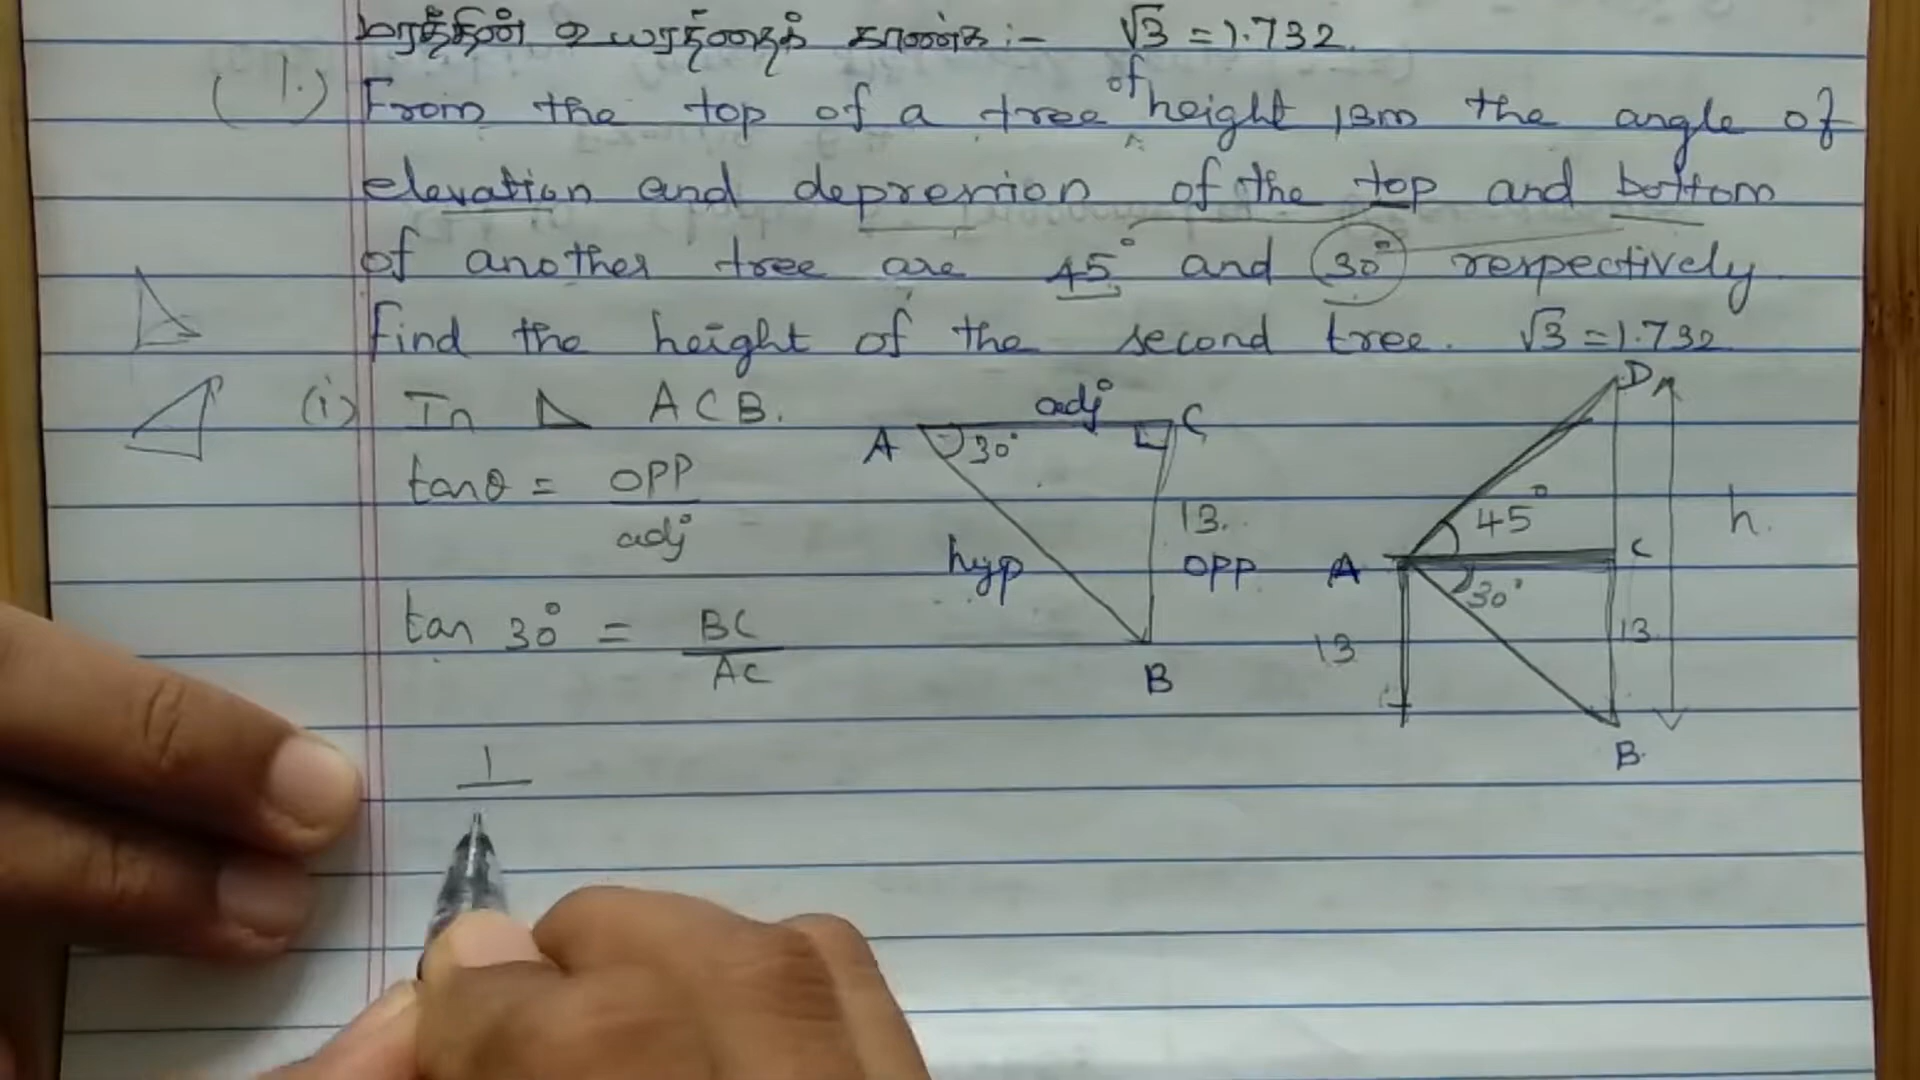 மரத்தின் உயரத்தைக் காண்க :- √3 = 1.732.
(1.) From the top of a tree of height 13m the angle of
elevation and depression of the top and bottom
of another tree are 45° and 30° respectively
find the height of the second tree. √3 = 1.732
(i) In ⊿ ACB.
tanθ = opp/adj
tan 30° = BC/AC
1
adj
A 30° C
13.
hyp opp
B
D
45° h.
A C
30°
13 13
B.